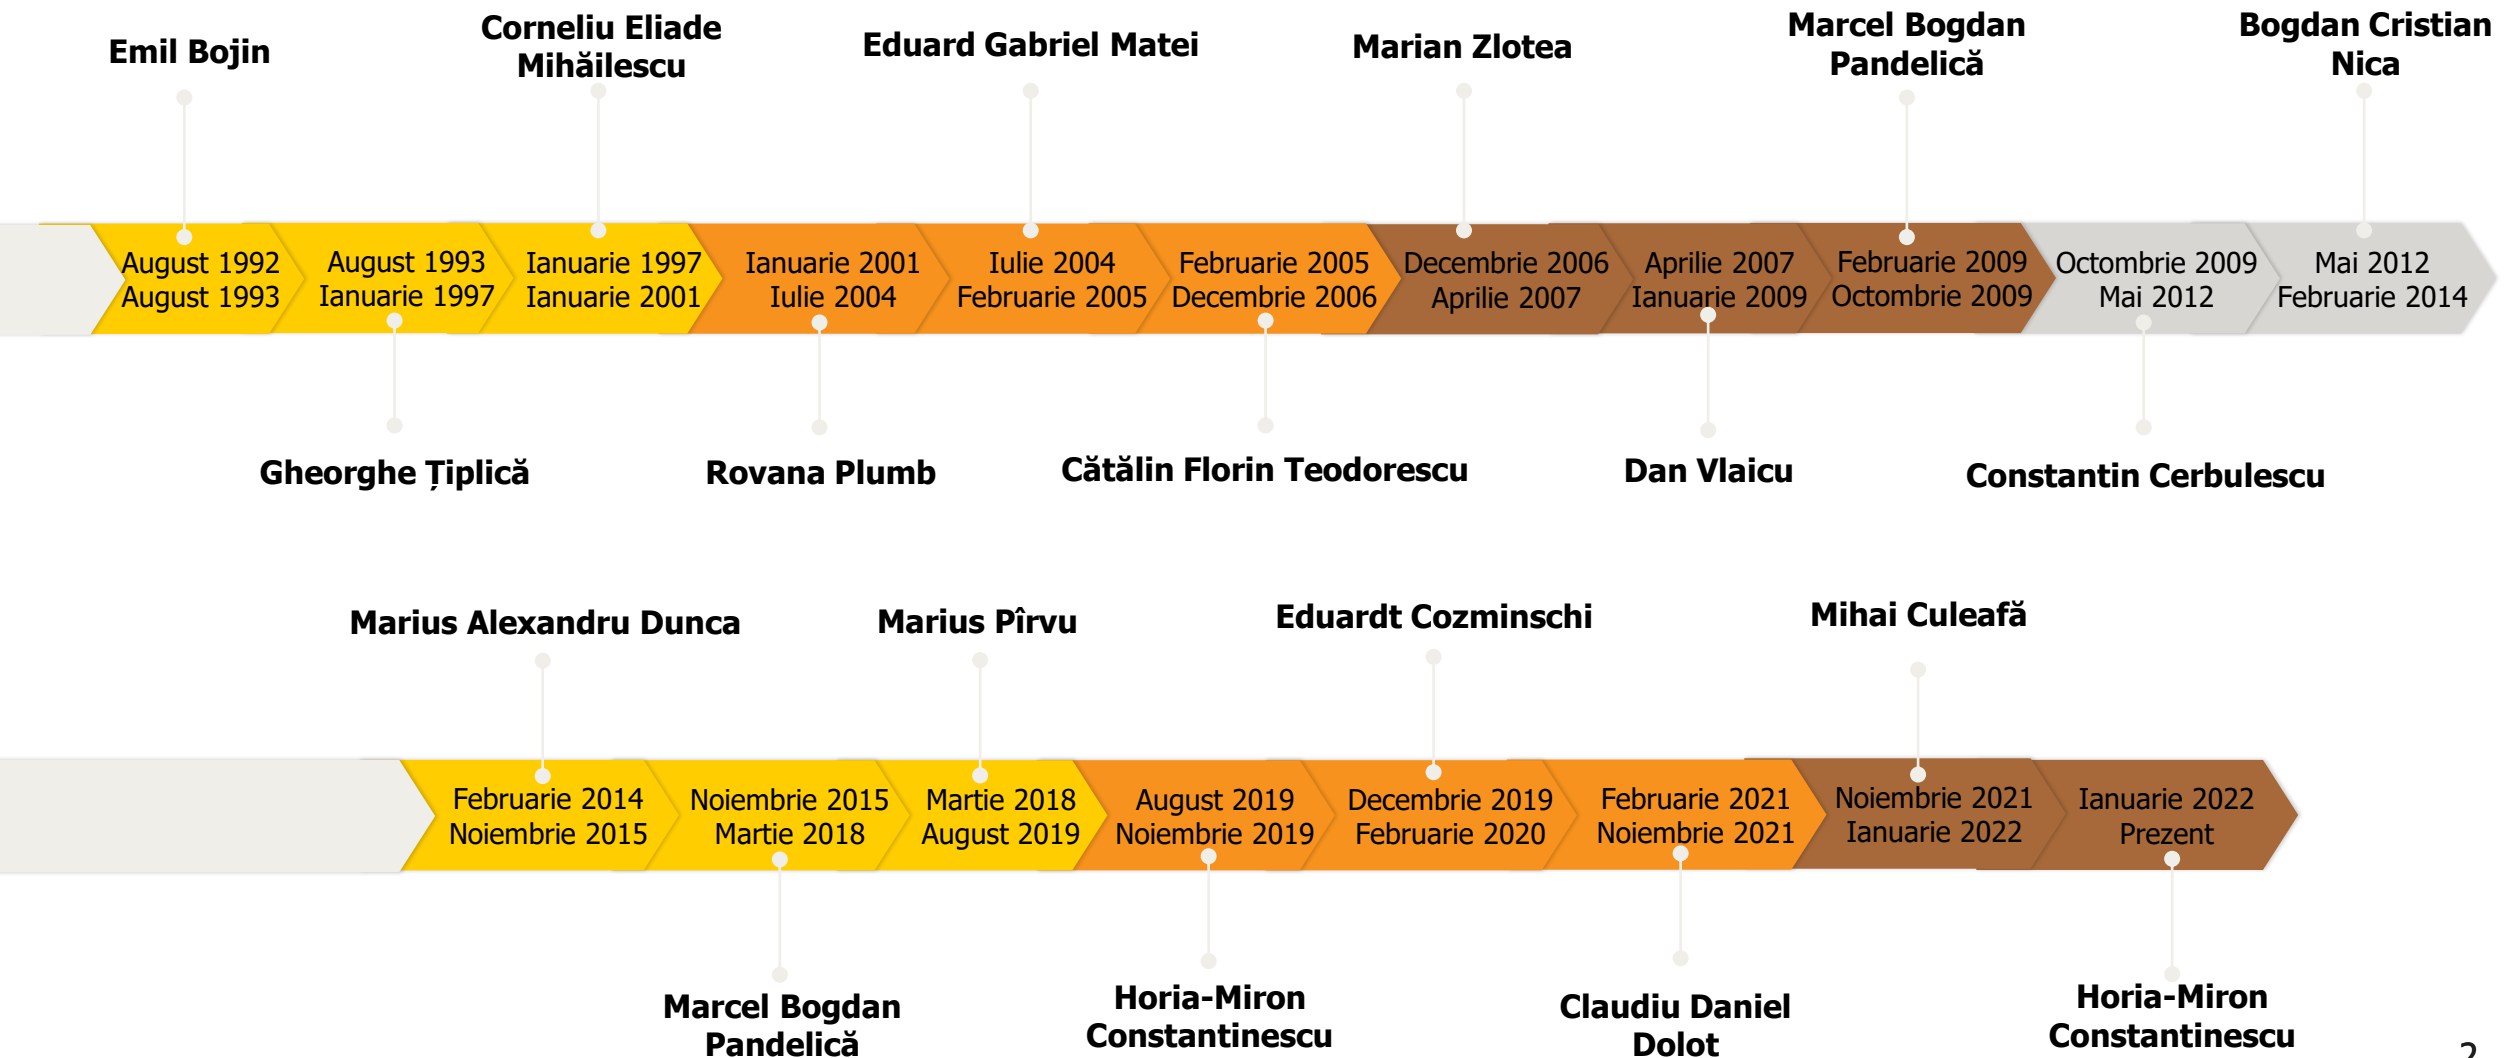 Emil Bojin
Corneliu Eliade
Mihăilescu
Eduard Gabriel Matei
Marian Zlotea
Marcel Bogdan
Pandelică
Bogdan Cristian
Nica
August 1992
August 1993
August 1993
Ianuarie 1997
Ianuarie 1997
Ianuarie 2001
Ianuarie 2001
Iulie 2004
Iulie 2004
Februarie 2005
Februarie 2005
Decembrie 2006
Decembrie 2006
Aprilie 2007
Aprilie 2007
Ianuarie 2009
Februarie 2009
Octombrie 2009
Octombrie 2009
Mai 2012
Mai 2012
Februarie 2014
Gheorghe Țiplică
Rovana Plumb
Cătălin Florin Teodorescu
Dan Vlaicu
Constantin Cerbulescu
Marius Alexandru Dunca
Marius Pîrvu
Eduardt Cozminschi
Mihai Culeafă
Februarie 2014
Noiembrie 2015
Noiembrie 2015
Martie 2018
Martie 2018
August 2019
August 2019
Noiembrie 2019
Decembrie 2019
Februarie 2020
Februarie 2021
Noiembrie 2021
Noiembrie 2021
Ianuarie 2022
Ianuarie 2022
Prezent
Marcel Bogdan
Pandelică
Horia-Miron
Constantinescu
Claudiu Daniel
Dolot
Horia-Miron
Constantinescu